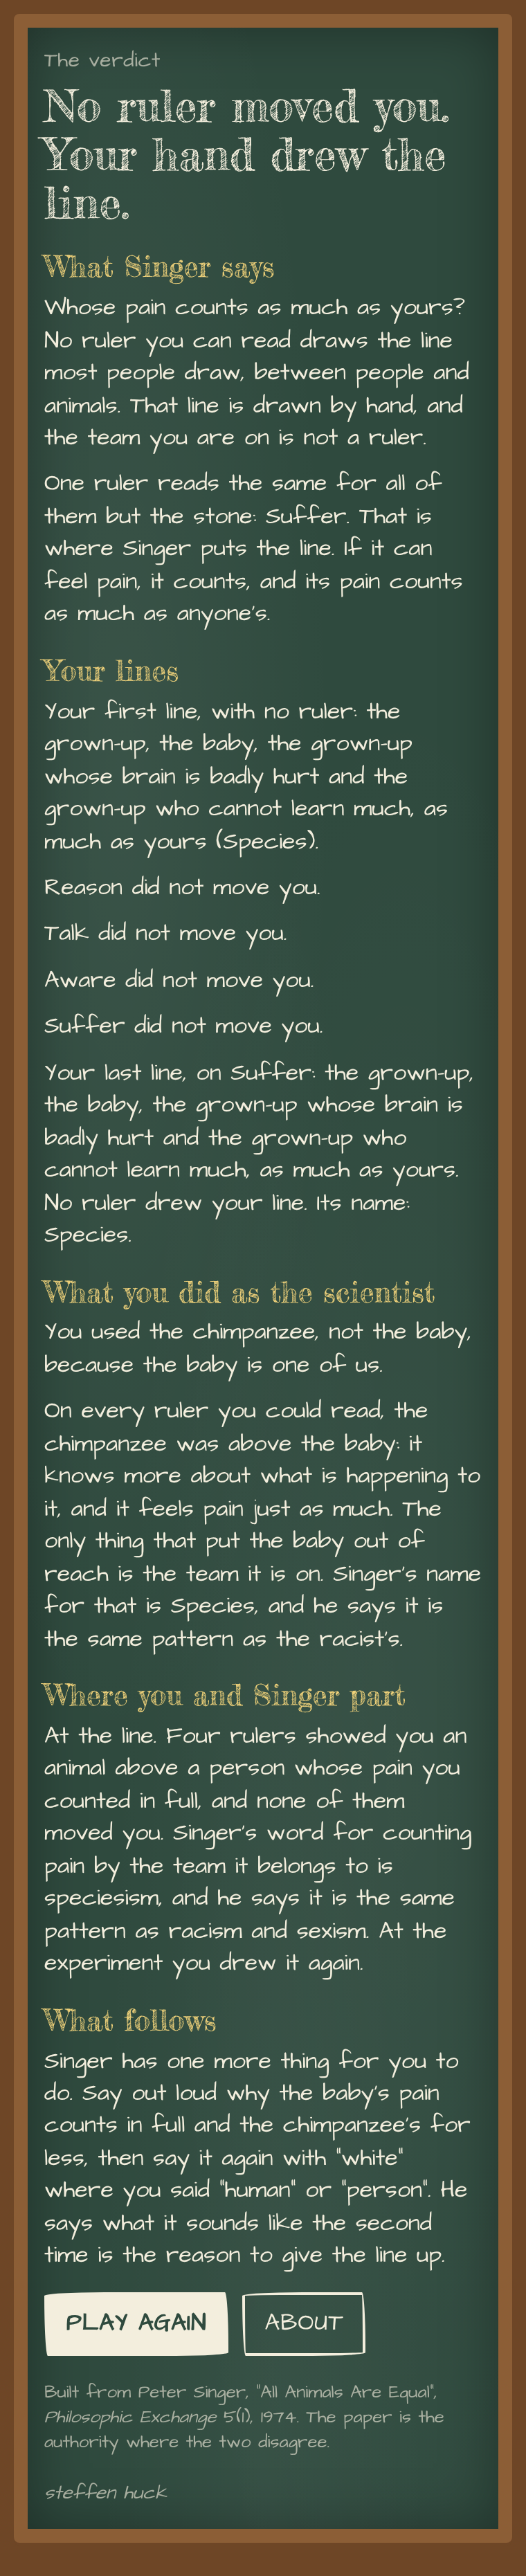 The verdict
No ruler moved you.
Your hand drew the
line.
What Singer says
Whose pain counts as much as yours?
No ruler you can read draws the line
most people draw, between people and
animals. That line is drawn by hand, and
the team you are on is not a ruler.
One ruler reads the same for all of
them but the stone: Suffer. That is
where Singer puts the line. If it can
feel pain, it counts, and its pain counts
as much as anyone's.
Your lines
Your first line, with no ruler: the
grown-up, the baby, the grown-up
whose brain is badly hurt and the
grown-up who cannot learn much, as
much as yours (Species).
Reason did not move you.
Talk did not move you.
Aware did not move you.
Suffer did not move you.
Your last line, on Suffer: the grown-up,
the baby, the grown-up whose brain is
badly hurt and the grown-up who
cannot learn much, as much as yours.
No ruler drew your line. Its name:
Species.
What you did as the scientist
You used the chimpanzee, not the baby,
because the baby is one of us.
On every ruler you could read, the
chimpanzee was above the baby: it
knows more about what is happening to
it, and it feels pain just as much. The
only thing that put the baby out of
reach is the team it is on. Singer's name
for that is Species, and he says it is
the same pattern as the racist's.
Where you and Singer part
At the line. Four rulers showed you an
animal above a person whose pain you
counted in full, and none of them
moved you. Singer's word for counting
pain by the team it belongs to is
speciesism, and he says it is the same
pattern as racism and sexism. At the
experiment you drew it again.
What follows
Singer has one more thing for you to
do. Say out loud why the baby's pain
counts in full and the chimpanzee's for
less, then say it again with "white"
where you said "human" or "person". He
says what it sounds like the second
time is the reason to give the line up.
PLAY AGAIN
ABOUT
Built from Peter Singer, "All Animals Are Equal",
Philosophic Exchange 5(1), 1974. The paper is the
authority where the two disagree.
steffen huck